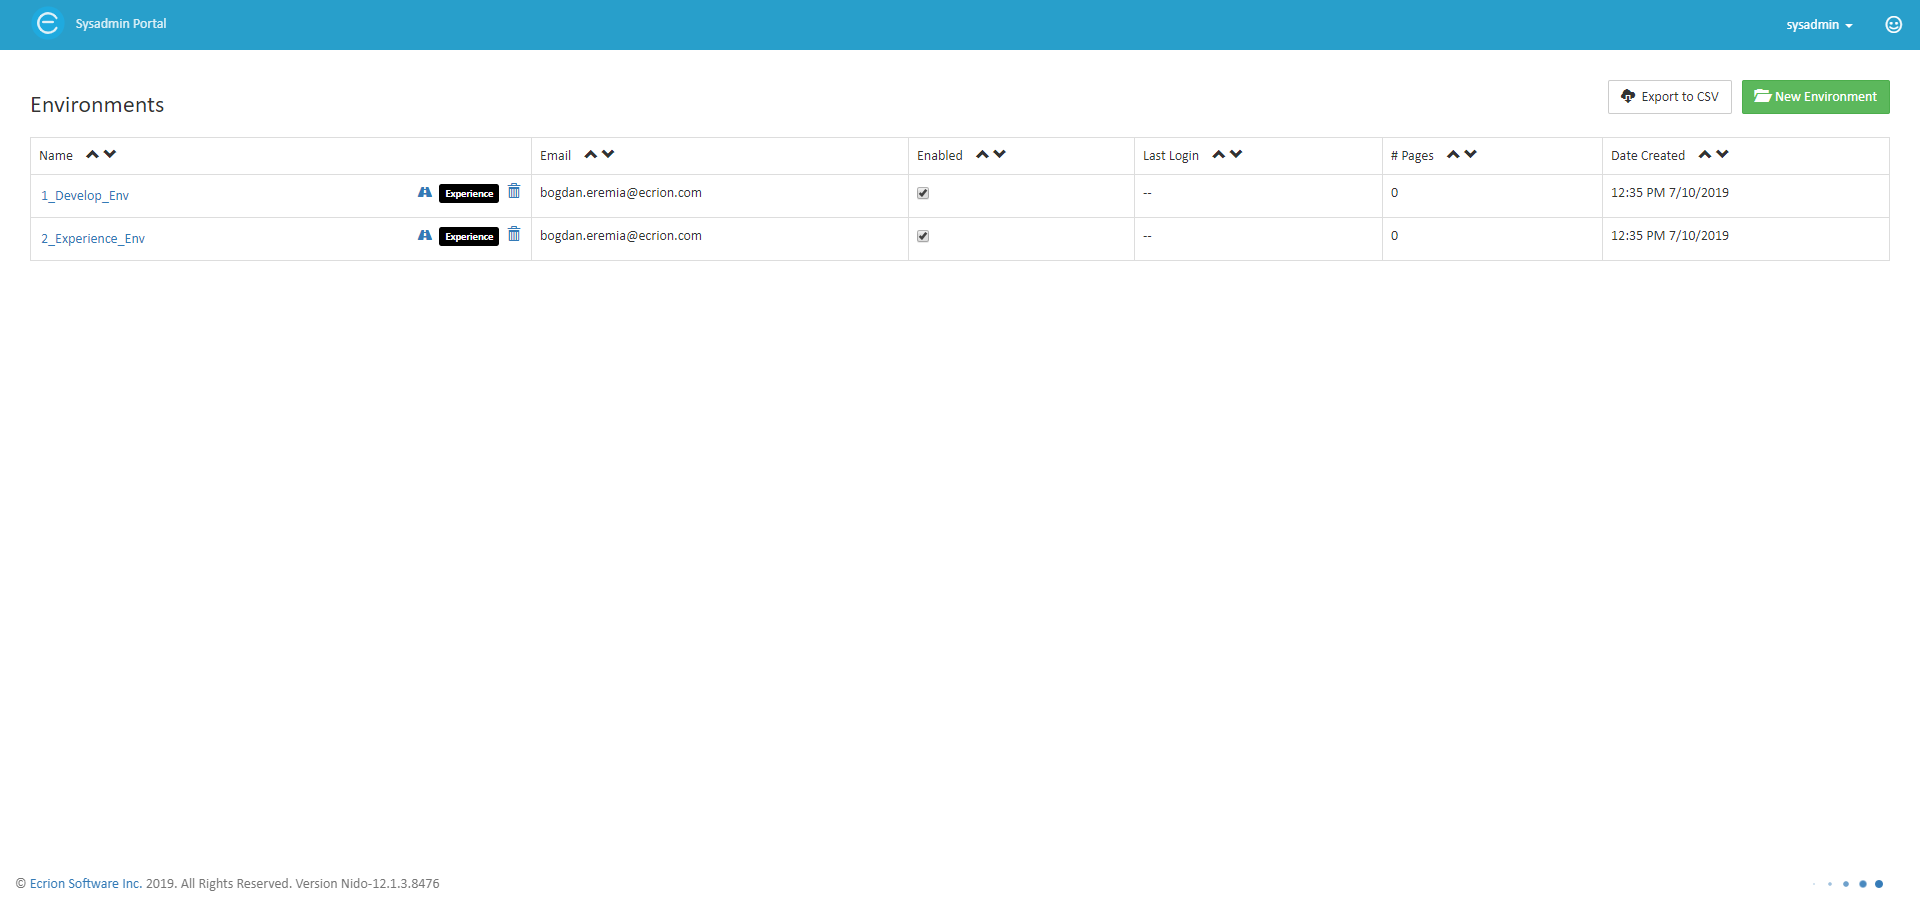 Sysadmin Portal
sysadmin
Environments
Export to CSV
New Environment
Name Email Enabled Last Login # Pages Date Created
1_Develop_Env Experience bogdan.eremia@ecrion.com -- 0 12:35 PM 7/10/2019
2_Experience_Env Experience bogdan.eremia@ecrion.com -- 0 12:35 PM 7/10/2019
© Ecrion Software Inc. 2019. All Rights Reserved. Version Nido-12.1.3.8476